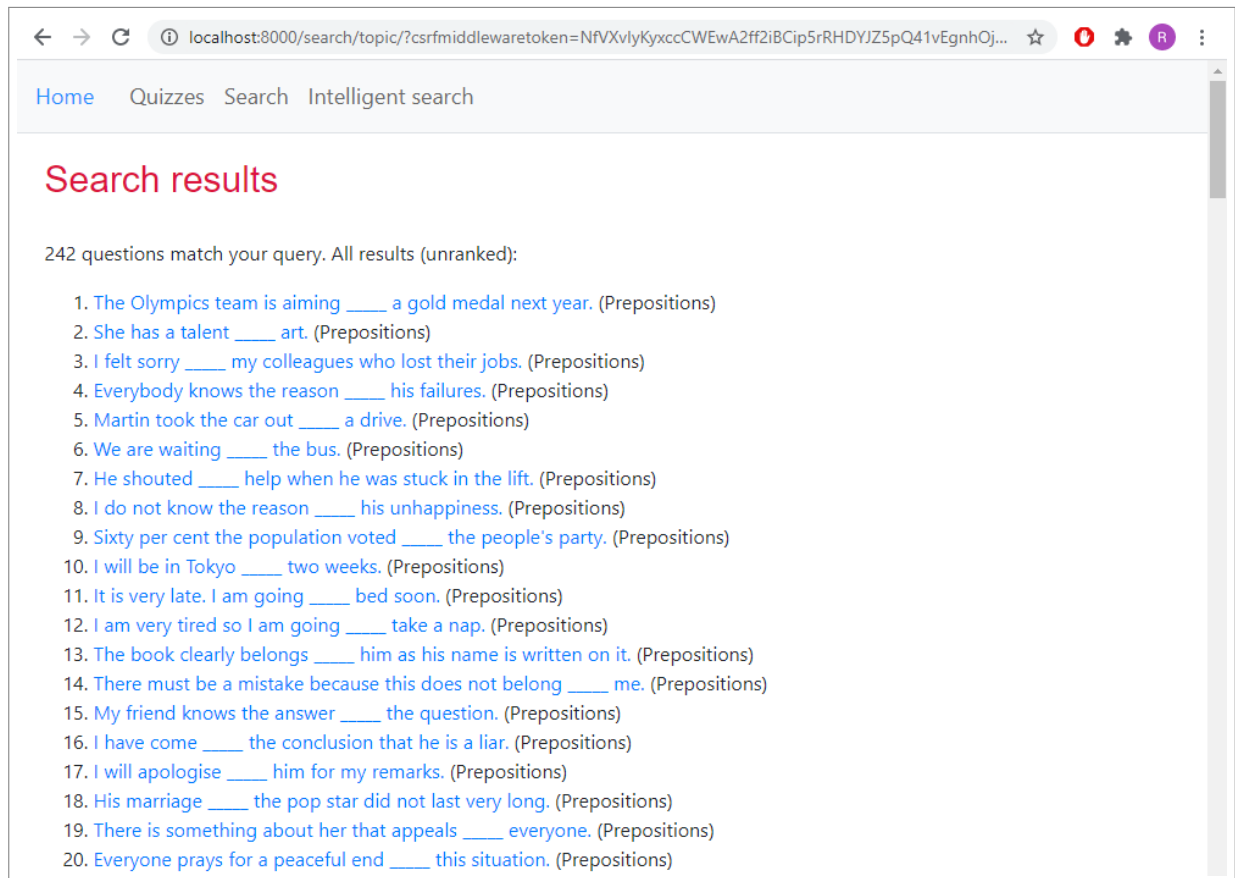 localhost:8000/search/topic/?csrfmiddlewaretoken=NfVXvlyKyxccCWEwA2ff2iBCip5rRHDYJZ5pQ41vEgnhOj... R
Home Quizzes Search Intelligent search
Search results
242 questions match your query. All results (unranked):
1. The Olympics team is aiming _____ a gold medal next year. (Prepositions)
2. She has a talent _____ art. (Prepositions)
3. I felt sorry _____ my colleagues who lost their jobs. (Prepositions)
4. Everybody knows the reason _____ his failures. (Prepositions)
5. Martin took the car out _____ a drive. (Prepositions)
6. We are waiting _____ the bus. (Prepositions)
7. He shouted _____ help when he was stuck in the lift. (Prepositions)
8. I do not know the reason _____ his unhappiness. (Prepositions)
9. Sixty per cent the population voted _____ the people's party. (Prepositions)
10. I will be in Tokyo _____ two weeks. (Prepositions)
11. It is very late. I am going _____ bed soon. (Prepositions)
12. I am very tired so I am going _____ take a nap. (Prepositions)
13. The book clearly belongs _____ him as his name is written on it. (Prepositions)
14. There must be a mistake because this does not belong _____ me. (Prepositions)
15. My friend knows the answer _____ the question. (Prepositions)
16. I have come _____ the conclusion that he is a liar. (Prepositions)
17. I will apologise _____ him for my remarks. (Prepositions)
18. His marriage _____ the pop star did not last very long. (Prepositions)
19. There is something about her that appeals _____ everyone. (Prepositions)
20. Everyone prays for a peaceful end _____ this situation. (Prepositions)